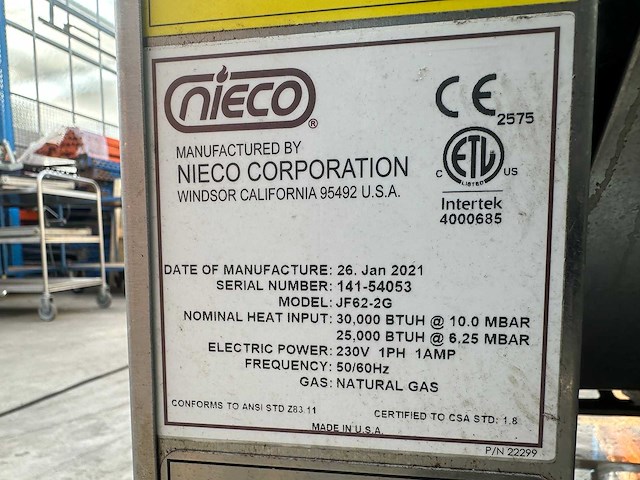 NIECO®
CE 2575
MANUFACTURED BY
NIECO CORPORATION
WINDSOR CALIFORNIA 95492 U.S.A.
C ETL US
LISTED
Intertek
4000685
DATE OF MANUFACTURE: 26. Jan 2021
SERIAL NUMBER: 141-54053
MODEL: JF62-2G
NOMINAL HEAT INPUT: 30,000 BTUH @ 10.0 MBAR
25,000 BTUH @ 6.25 MBAR
ELECTRIC POWER: 230V 1PH 1AMP
FREQUENCY: 50/60Hz
GAS: NATURAL GAS
CONFORMS TO ANSI STD Z83.11
CERTIFIED TO CSA STD: 1.8
MADE IN U.S.A.
P/N 22299